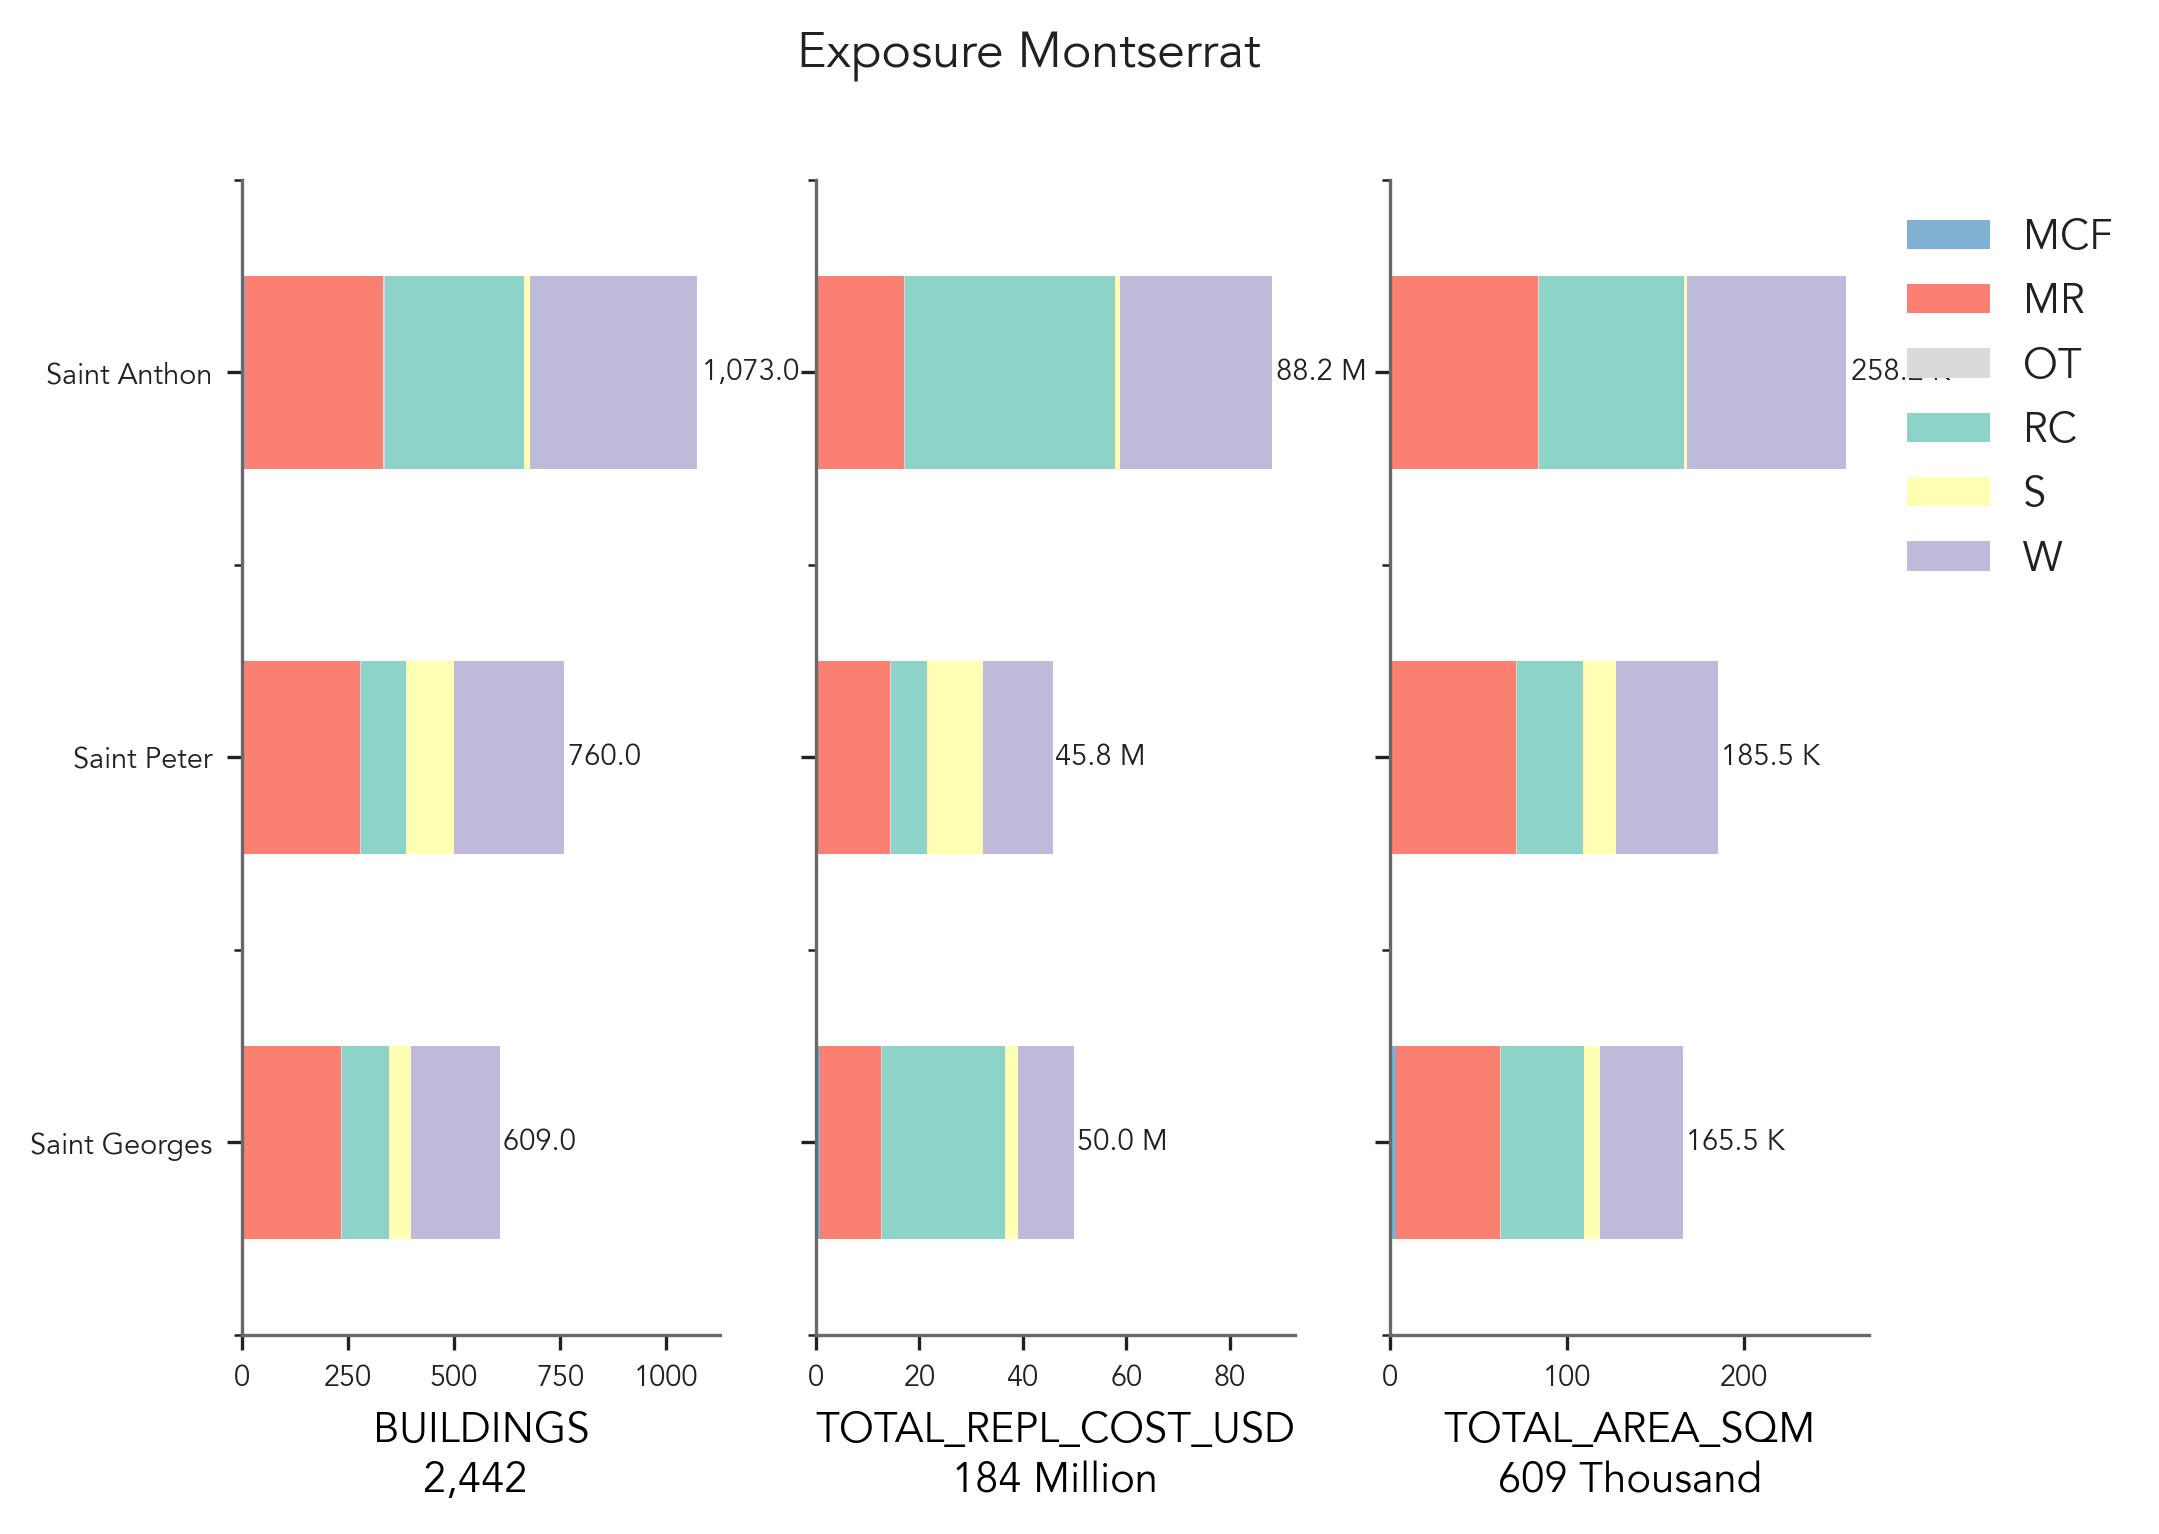 Exposure Montserrat
Saint Anthon
Saint Peter
Saint Georges
1,073.0
760.0
609.0
0 250 500 750 1000
BUILDINGS
2,442
88.2 M
45.8 M
50.0 M
0 20 40 60 80
TOTAL_REPL_COST_USD
184 Million
185.5 K
165.5 K
0 100 200
TOTAL_AREA_SQM
609 Thousand
MCF
MR
OT
RC
S
W